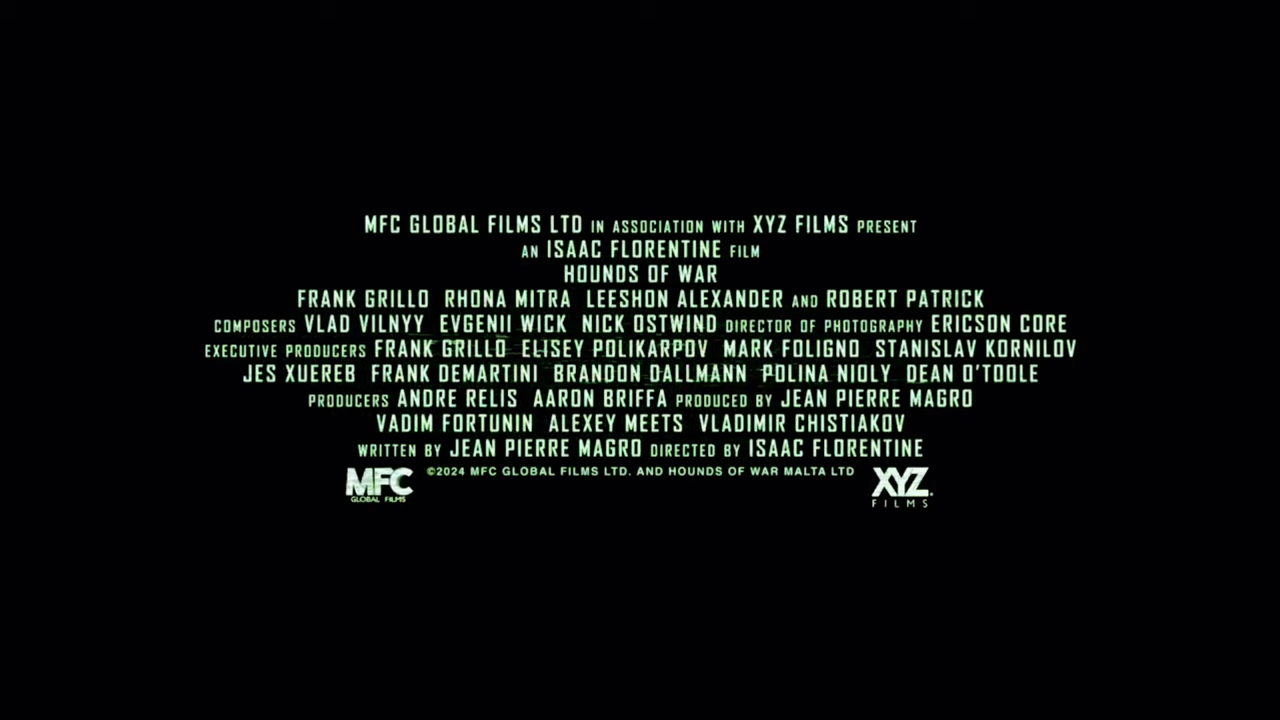 MFC GLOBAL FILMS LTD IN ASSOCIATION WITH XYZ FILMS PRESENT
AN ISAAC FLORENTINE FILM
HOUNDS OF WAR
FRANK GRILLO RHONA MITRA LEESHON ALEXANDER AND ROBERT PATRICK
COMPOSERS VLAD VILNYY EVGENII WICK NICK OSTWIND DIRECTOR OF PHOTOGRAPHY ERICSON CORE
EXECUTIVE PRODUCERS FRANK GRILLO ELISEY POLIKARPOV MARK FOLIGNO STANISLAV KORNILOV
JES XUEREB FRANK DEMARTINI BRANDON DALLMANN POLINA NIOLY DEAN O'TOOLE
PRODUCERS ANDRE RELIS AARON BRIFFA PRODUCED BY JEAN PIERRE MAGRO
VADIM FORTUNIN ALEXEY MEETS VLADIMIR CHISTIAKOV
WRITTEN BY JEAN PIERRE MAGRO DIRECTED BY ISAAC FLORENTINE
©2024 MFC GLOBAL FILMS LTD. AND HOUNDS OF WAR MALTA LTD
MFC
GLOBAL FILMS
XYZ
FILMS